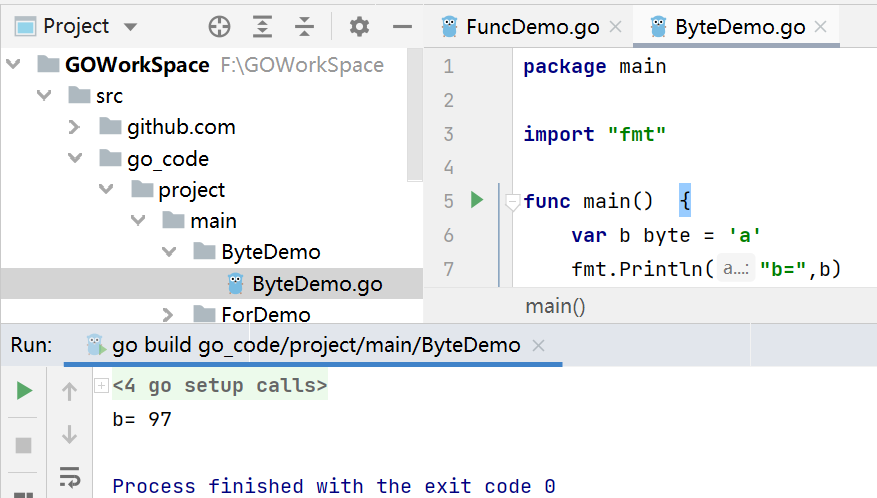 Project
GOWorkSpace F:\GOWorkSpace
src
github.com
go_code
project
main
ByteDemo
ByteDemo.go
ForDemo
FuncDemo.go
ByteDemo.go
1 package main
2
3 import "fmt"
4
5 func main()  {
6     var b byte = 'a'
7     fmt.Println( a...: "b=",b)
main()
Run: go build go_code/project/main/ByteDemo
<4 go setup calls>
b= 97
Process finished with the exit code 0